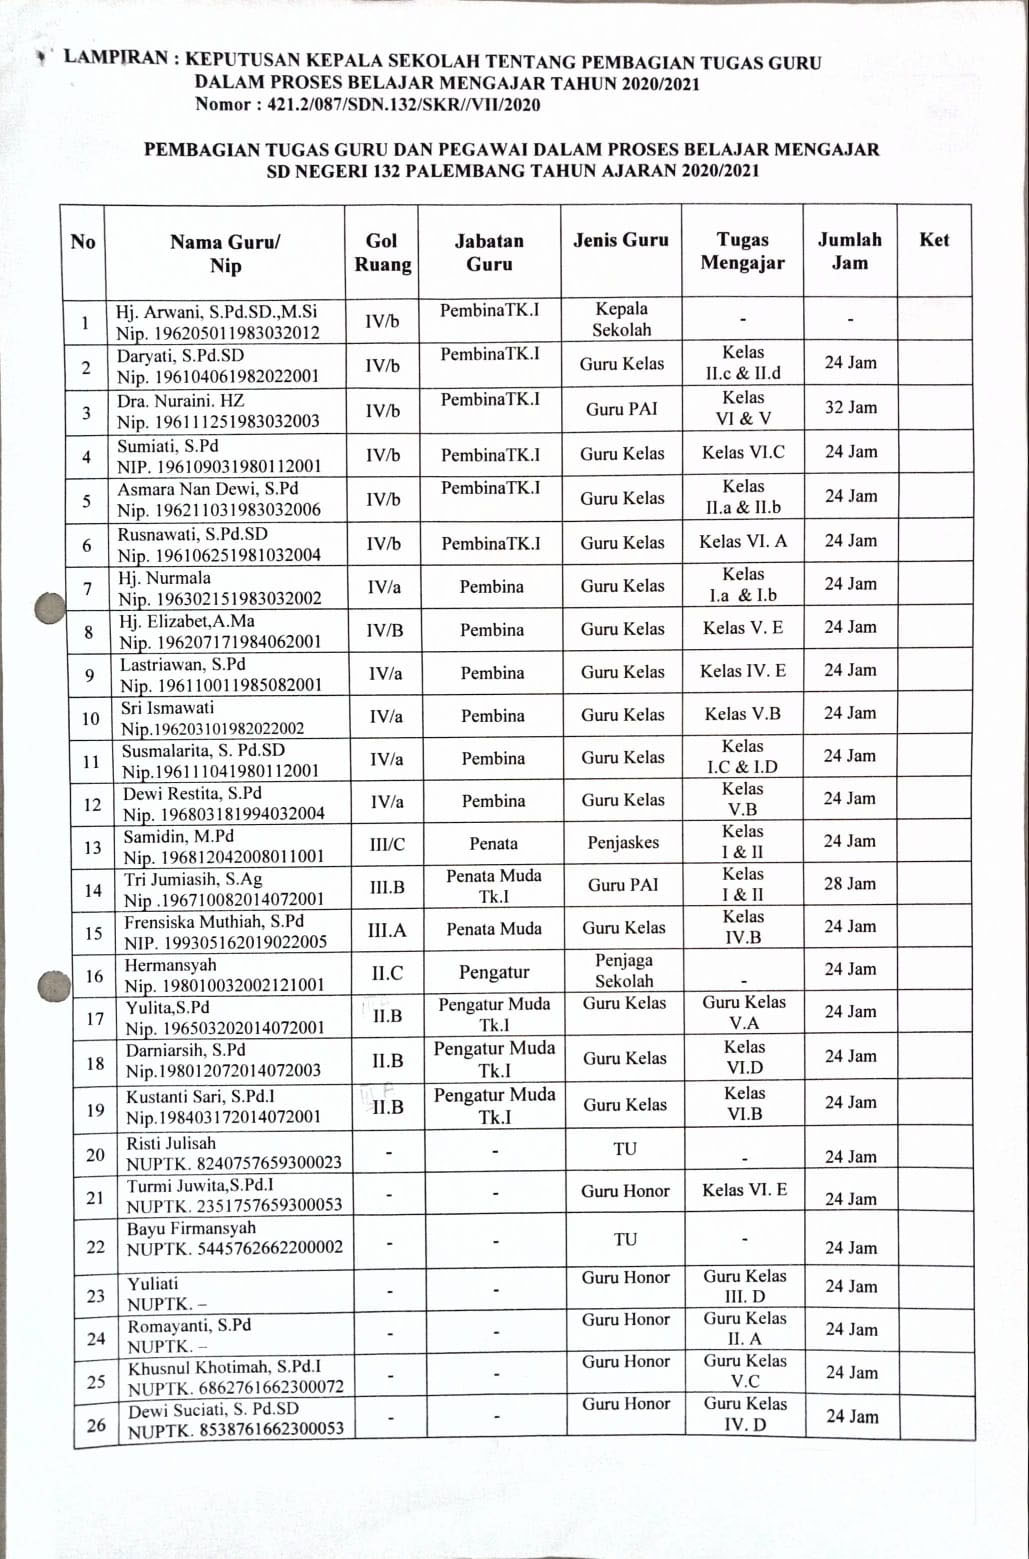 LAMPIRAN : KEPUTUSAN KEPALA SEKOLAH TENTANG PEMBAGIAN TUGAS GURU
DALAM PROSES BELAJAR MENGAJAR TAHUN 2020/2021
Nomor : 421.2/087/SDN.132/SKR//VII/2020
PEMBAGIAN TUGAS GURU DAN PEGAWAI DALAM PROSES BELAJAR MENGAJAR
SD NEGERI 132 PALEMBANG TAHUN AJARAN 2020/2021
No Nama Guru/ Gol Jabatan Jenis Guru Tugas Jumlah Ket
Nip Ruang Guru Mengajar Jam
1 Hj. Arwani, S.Pd.SD.,M.Si IV/b PembinaTK.I Kepala - -
Nip. 196205011983032012 Sekolah
2 Daryati, S.Pd.SD IV/b PembinaTK.I Guru Kelas Kelas 24 Jam
Nip. 196104061982022001 II.c & II.d
3 Dra. Nuraini. HZ IV/b PembinaTK.I Guru PAI Kelas 32 Jam
Nip. 196111251983032003 VI & V
4 Sumiati, S.Pd IV/b PembinaTK.I Guru Kelas Kelas VI.C 24 Jam
NIP. 196109031980112001
5 Asmara Nan Dewi, S.Pd IV/b PembinaTK.I Guru Kelas Kelas 24 Jam
Nip. 196211031983032006 II.a & II.b
6 Rusnawati, S.Pd.SD IV/b PembinaTK.I Guru Kelas Kelas VI. A 24 Jam
Nip. 196106251981032004
7 Hj. Nurmala IV/a Pembina Guru Kelas Kelas 24 Jam
Nip. 196302151983032002 I.a & I.b
8 Hj. Elizabet,A.Ma IV/B Pembina Guru Kelas Kelas V. E 24 Jam
Nip. 196207171984062001
9 Lastriawan, S.Pd IV/a Pembina Guru Kelas Kelas IV. E 24 Jam
Nip. 196110011985082001
10 Sri Ismawati IV/a Pembina Guru Kelas Kelas V.B 24 Jam
Nip.196203101982022002
11 Susmalarita, S. Pd.SD IV/a Pembina Guru Kelas Kelas 24 Jam
Nip.196111041980112001 I.C & I.D
12 Dewi Restita, S.Pd IV/a Pembina Guru Kelas Kelas 24 Jam
Nip. 196803181994032004 V.B
13 Samidin, M.Pd III/C Penata Penjaskes Kelas 24 Jam
Nip. 196812042008011001 I & II
14 Tri Jumiasih, S.Ag III.B Penata Muda Guru PAI Kelas 28 Jam
Nip .196710082014072001 Tk.I I & II
15 Frensiska Muthiah, S.Pd III.A Penata Muda Guru Kelas Kelas 24 Jam
NIP. 199305162019022005 IV.B
16 Hermansyah II.C Pengatur Penjaga - 24 Jam
Nip. 198010032002121001 Sekolah
17 Yulita,S.Pd II.B Pengatur Muda Guru Kelas Guru Kelas 24 Jam
Nip. 196503202014072001 Tk.I V.A
18 Darniarsih, S.Pd II.B Pengatur Muda Guru Kelas Kelas 24 Jam
Nip.198012072014072003 Tk.I VI.D
19 Kustanti Sari, S.Pd.I II.B Pengatur Muda Guru Kelas Kelas 24 Jam
Nip.198403172014072001 Tk.I VI.B
20 Risti Julisah - - TU - 24 Jam
NUPTK. 8240757659300023
21 Turmi Juwita,S.Pd.I - - Guru Honor Kelas VI. E 24 Jam
NUPTK. 2351757659300053
22 Bayu Firmansyah - - TU - 24 Jam
NUPTK. 5445762662200002
23 Yuliati - - Guru Honor Guru Kelas 24 Jam
NUPTK. – III. D
24 Romayanti, S.Pd - - Guru Honor Guru Kelas 24 Jam
NUPTK. – II. A
25 Khusnul Khotimah, S.Pd.I - - Guru Honor Guru Kelas 24 Jam
NUPTK. 6862761662300072 V.C
26 Dewi Suciati, S. Pd.SD - - Guru Honor Guru Kelas 24 Jam
NUPTK. 8538761662300053 IV. D